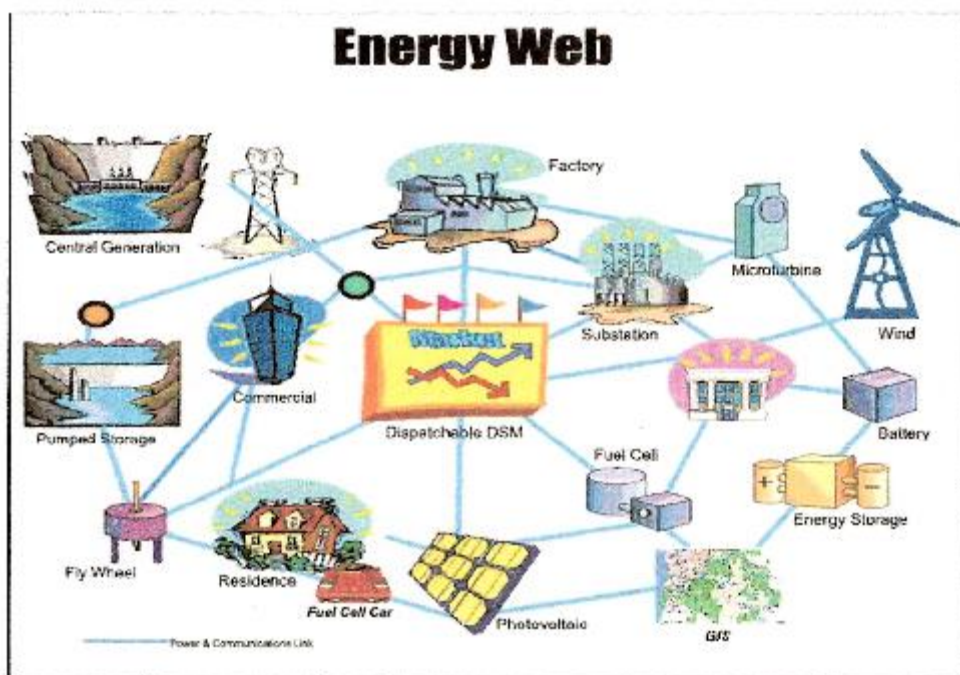 Energy Web
Factory
Central Generation
Microturbine
Substation
Wind
Market
Commercial
Pumped Storage
Dispatchable DSM
Battery
Fuel Cell
Energy Storage
Fly Wheel
Residence
Fuel Cell Car
Photovoltaic
GIS
Power & Communications Link